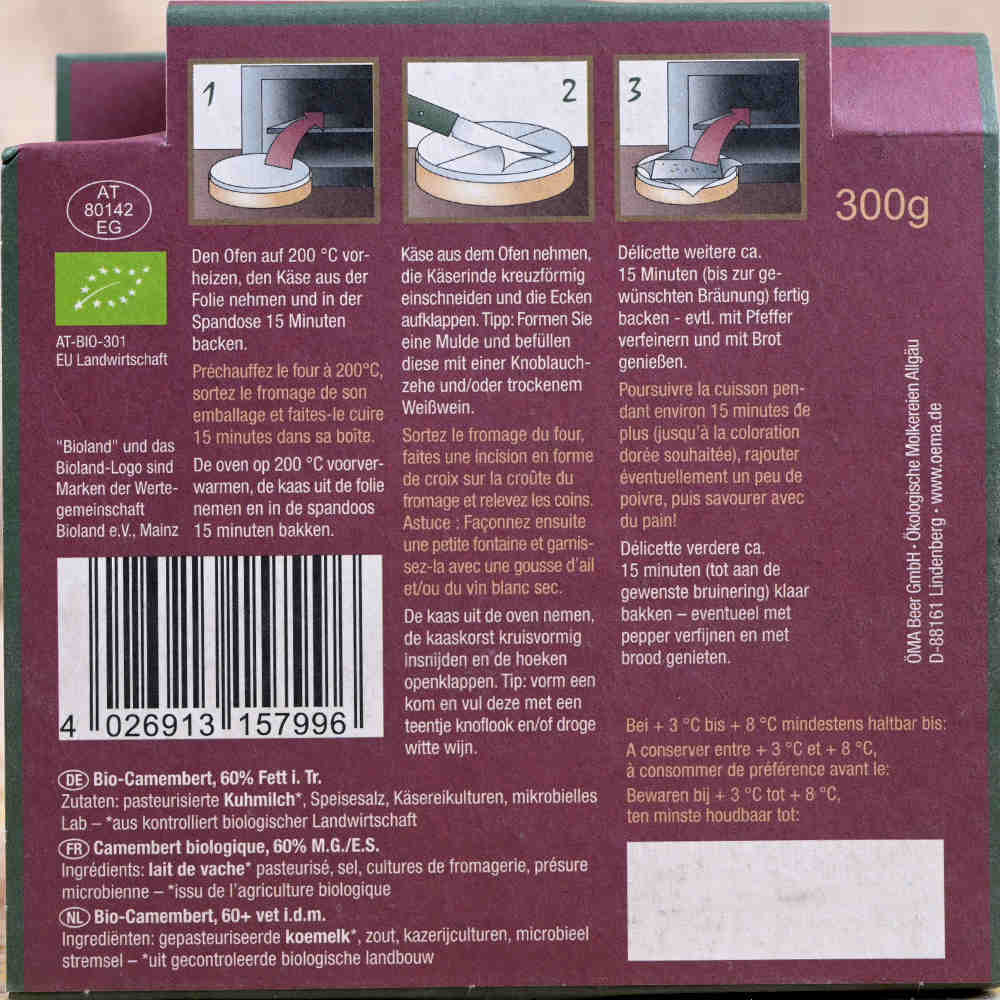 1
2
3
AT
80142
EG
300g
AT-BIO-301
EU Landwirtschaft
"Bioland" und das
Bioland-Logo sind
Marken der Werte-
gemeinschaft
Bioland e.V., Mainz
Den Ofen auf 200 °C vor-
heizen, den Käse aus der
Folie nehmen und in der
Spandose 15 Minuten
backen.
Préchauffez le four à 200°C,
sortez le fromage de son
emballage et faites-le cuire
15 minutes dans sa boîte.
De oven op 200 °C voorver-
warmen, de kaas uit de folie
nemen en in de spandoos
15 minuten bakken.
Käse aus dem Ofen nehmen,
die Käserinde kreuzförmig
einschneiden und die Ecken
aufklappen. Tipp: Formen Sie
eine Mulde und befüllen
diese mit einer Knoblauch-
zehe und/oder trockenem
Weißwein.
Sortez le fromage du four,
faites une incision en forme
de croix sur la croûte du
fromage et relevez les coins.
Astuce : Façonnez ensuite
une petite fontaine et garnis-
sez-la avec une gousse d'ail
et/ou du vin blanc sec.
De kaas uit de oven nemen,
de kaaskorst kruisvormig
insnijden en de hoeken
openklappen. Tip: vorm een
kom en vul deze met een
teentje knoflook en/of droge
witte wijn.
Délicette weitere ca.
15 Minuten (bis zur ge-
wünschten Bräunung) fertig
backen - evtl. mit Pfeffer
verfeinern und mit Brot
genießen.
Poursuivre la cuisson pen-
dant environ 15 minutes de
plus (jusqu'à la coloration
dorée souhaitée), rajouter
éventuellement un peu de
poivre, puis savourer avec
du pain!
Délicette verdere ca.
15 minuten (tot aan de
gewenste bruinering) klaar
bakken – eventueel met
pepper verfijnen en met
brood genieten.
ÖMA Beer GmbH • Ökologische Molkereien Allgäu
D-88161 Lindenberg • www.oema.de
4 026913 157996
Bei + 3 °C bis + 8 °C mindestens haltbar bis:
A conserver entre + 3 °C et + 8 °C,
à consommer de préférence avant le:
Bewaren bij + 3 °C tot + 8 °C,
ten minste houdbaar tot:
DE Bio-Camembert, 60% Fett i. Tr.
Zutaten: pasteurisierte Kuhmilch*, Speisesalz, Käsereikulturen, mikrobielles
Lab – *aus kontrolliert biologischer Landwirtschaft
FR Camembert biologique, 60% M.G./E.S.
Ingrédients: lait de vache* pasteurisé, sel, cultures de fromagerie, présure
microbienne – *issu de l'agriculture biologique
NL Bio-Camembert, 60+ vet i.d.m.
Ingrediënten: gepasteuriseerde koemelk*, zout, kazerijculturen, microbieel
stremsel – *uit gecontroleerde biologische landbouw